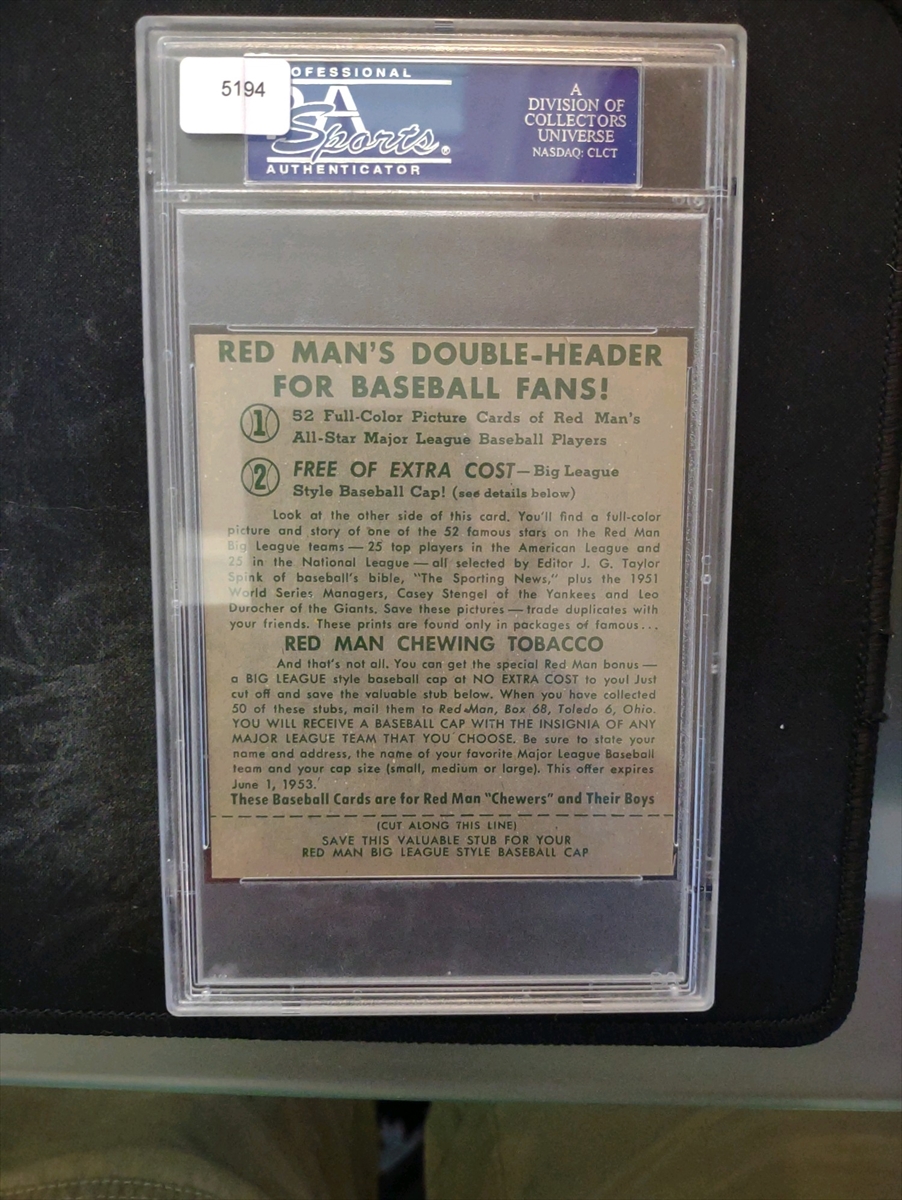 5194
OFESSIONAL
SA
Sports®
AUTHENTICATOR
A
DIVISION OF
COLLECTORS
UNIVERSE
NASDAQ: CLCT
RED MAN'S DOUBLE-HEADER
FOR BASEBALL FANS!
1 52 Full-Color Picture Cards of Red Man's
All-Star Major League Baseball Players
2 FREE OF EXTRA COST—Big League
Style Baseball Cap! (see details below)
Look at the other side of this card. You'll find a full-color
picture and story of one of the 52 famous stars on the Red Man
Big League teams — 25 top players in the American League and
25 in the National League — all selected by Editor J. G. Taylor
Spink of baseball's bible, "The Sporting News," plus the 1951
World Series Managers, Casey Stengel of the Yankees and Leo
Durocher of the Giants. Save these pictures — trade duplicates with
your friends. These prints are found only in packages of famous...
RED MAN CHEWING TOBACCO
And that's not all. You can get the special Red Man bonus —
a BIG LEAGUE style baseball cap at NO EXTRA COST to you! Just
cut off and save the valuable stub below. When you have collected
50 of these stubs, mail them to Red Man, Box 68, Toledo 6, Ohio.
YOU WILL RECEIVE A BASEBALL CAP WITH THE INSIGNIA OF ANY
MAJOR LEAGUE TEAM THAT YOU CHOOSE. Be sure to state your
name and address, the name of your favorite Major League Baseball
team and your cap size (small, medium or large). This offer expires
June 1, 1953.
These Baseball Cards are for Red Man "Chewers" and Their Boys
(CUT ALONG THIS LINE)
SAVE THIS VALUABLE STUB FOR YOUR
RED MAN BIG LEAGUE STYLE BASEBALL CAP